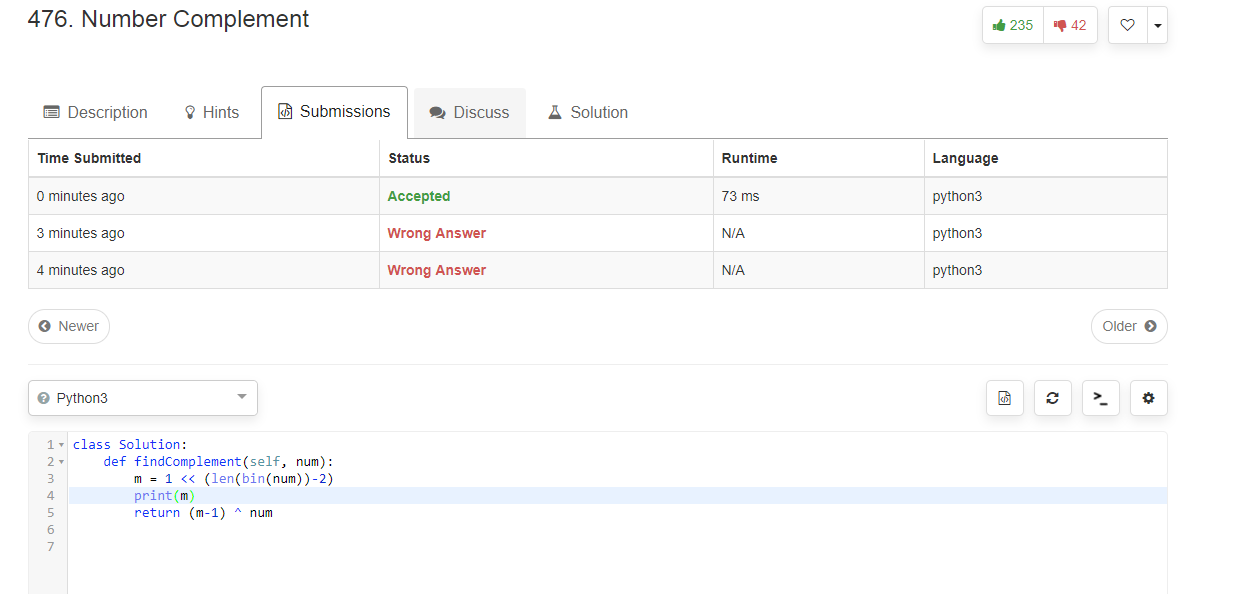 476. Number Complement
235 42
Description Hints Submissions Discuss Solution
Time Submitted Status Runtime Language
0 minutes ago Accepted 73 ms python3
3 minutes ago Wrong Answer N/A python3
4 minutes ago Wrong Answer N/A python3
Newer Older
Python3
1 class Solution:
2 def findComplement(self, num):
3 m = 1 << (len(bin(num))-2)
4 print(m)
5 return (m-1) ^ num
6
7